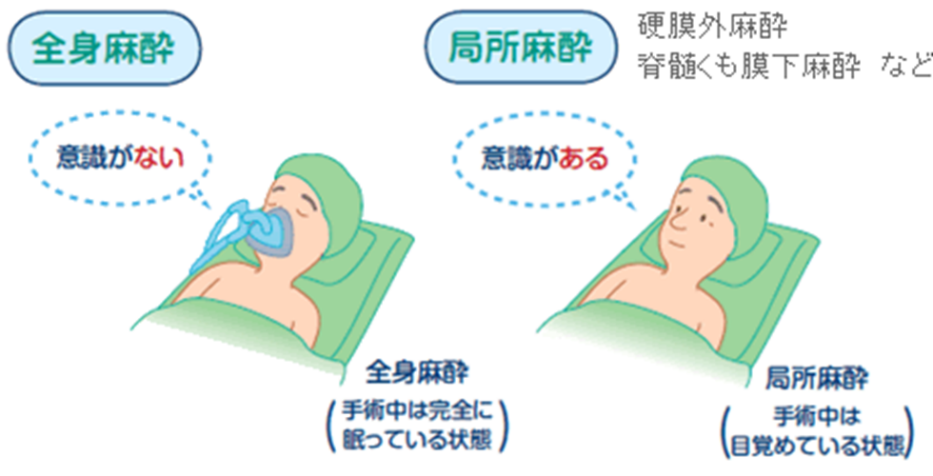 全身麻酔
局所麻酔
硬膜外麻酔
脊髄くも膜下麻酔 など
意識がない
意識がある
全身麻酔
(手術中は完全に
眠っている状態)
局所麻酔
(手術中は
目覚めている状態)